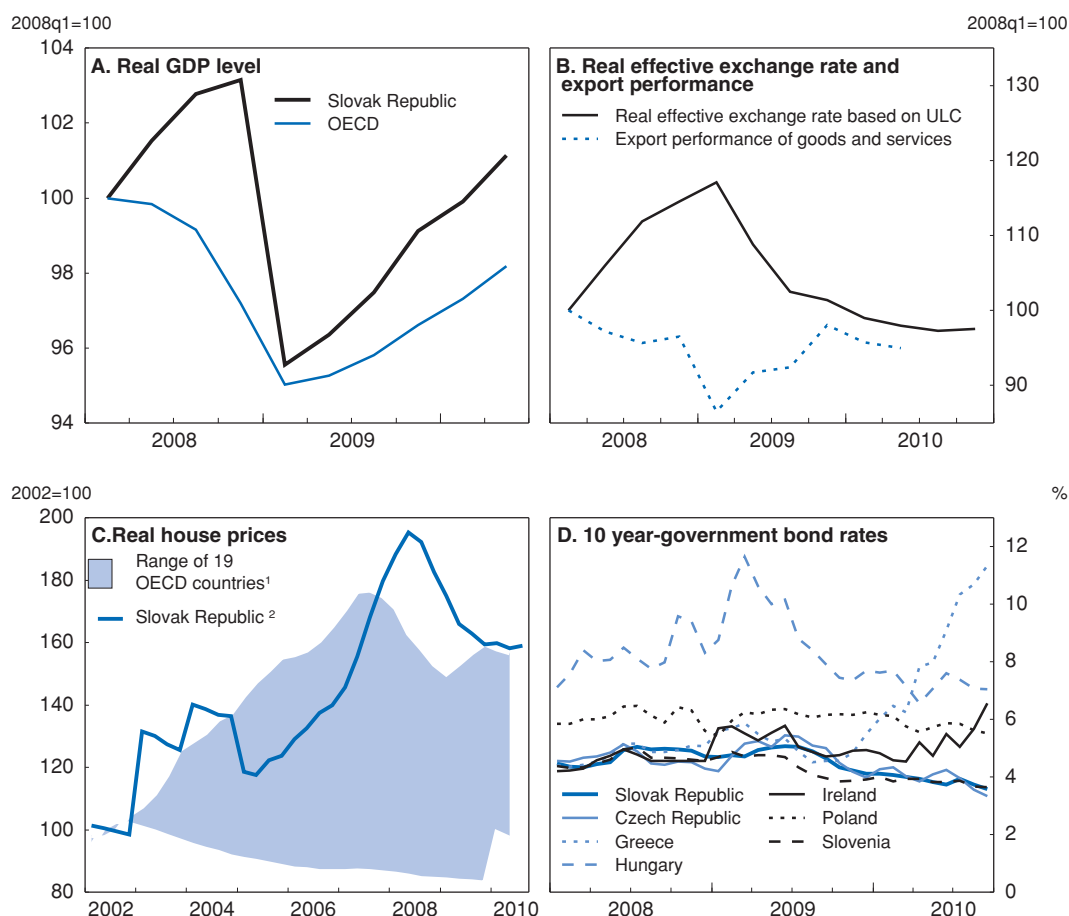 2008q1=100
2008q1=100
A. Real GDP level
Slovak Republic
OECD
104
102
100
98
96
94
2008
2009
B. Real effective exchange rate and
export performance
Real effective exchange rate based on ULC
Export performance of goods and services
130
120
110
100
90
2008
2009
2010
2002=100
%
C.Real house prices
Range of 19
OECD countries¹
Slovak Republic ²
200
180
160
140
120
100
80
2002
2004
2006
2008
2010
D. 10 year-government bond rates
12
10
8
6
4
2
0
Slovak Republic
Czech Republic
Greece
Hungary
Ireland
Poland
Slovenia
2008
2009
2010